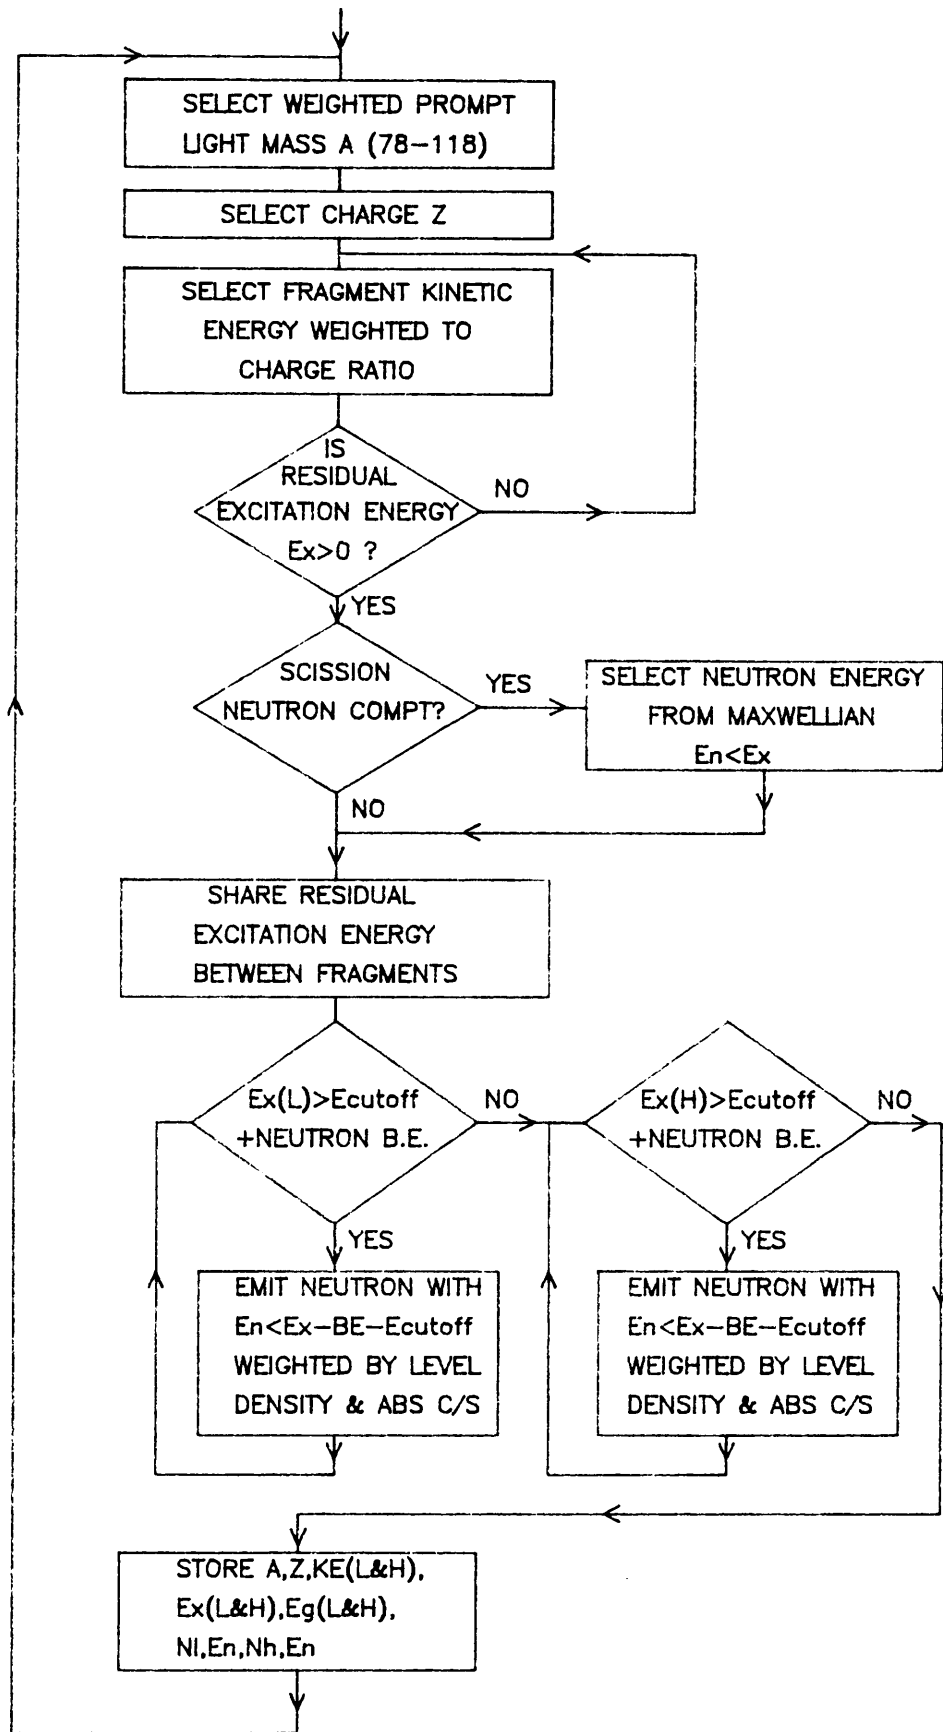 SELECT WEIGHTED PROMPT
LIGHT MASS A (78-118)
SELECT CHARGE Z
SELECT FRAGMENT KINETIC
ENERGY WEIGHTED TO
CHARGE RATIO
IS
RESIDUAL
EXCITATION ENERGY
Ex>0 ?
NO
YES
SCISSION
NEUTRON COMPT?
YES
SELECT NEUTRON ENERGY
FROM MAXWELLIAN
En<Ex
NO
SHARE RESIDUAL
EXCITATION ENERGY
BETWEEN FRAGMENTS
Ex(L)>Ecutoff
+NEUTRON B.E.
NO
Ex(H)>Ecutoff
+NEUTRON B.E.
NO
YES
EMIT NEUTRON WITH
En<Ex-BE-Ecutoff
WEIGHTED BY LEVEL
DENSITY & ABS C/S
YES
EMIT NEUTRON WITH
En<Ex-BE-Ecutoff
WEIGHTED BY LEVEL
DENSITY & ABS C/S
STORE A,Z,KE(L&H),
Ex(L&H),Eg(L&H),
Nl,En,Nh,En